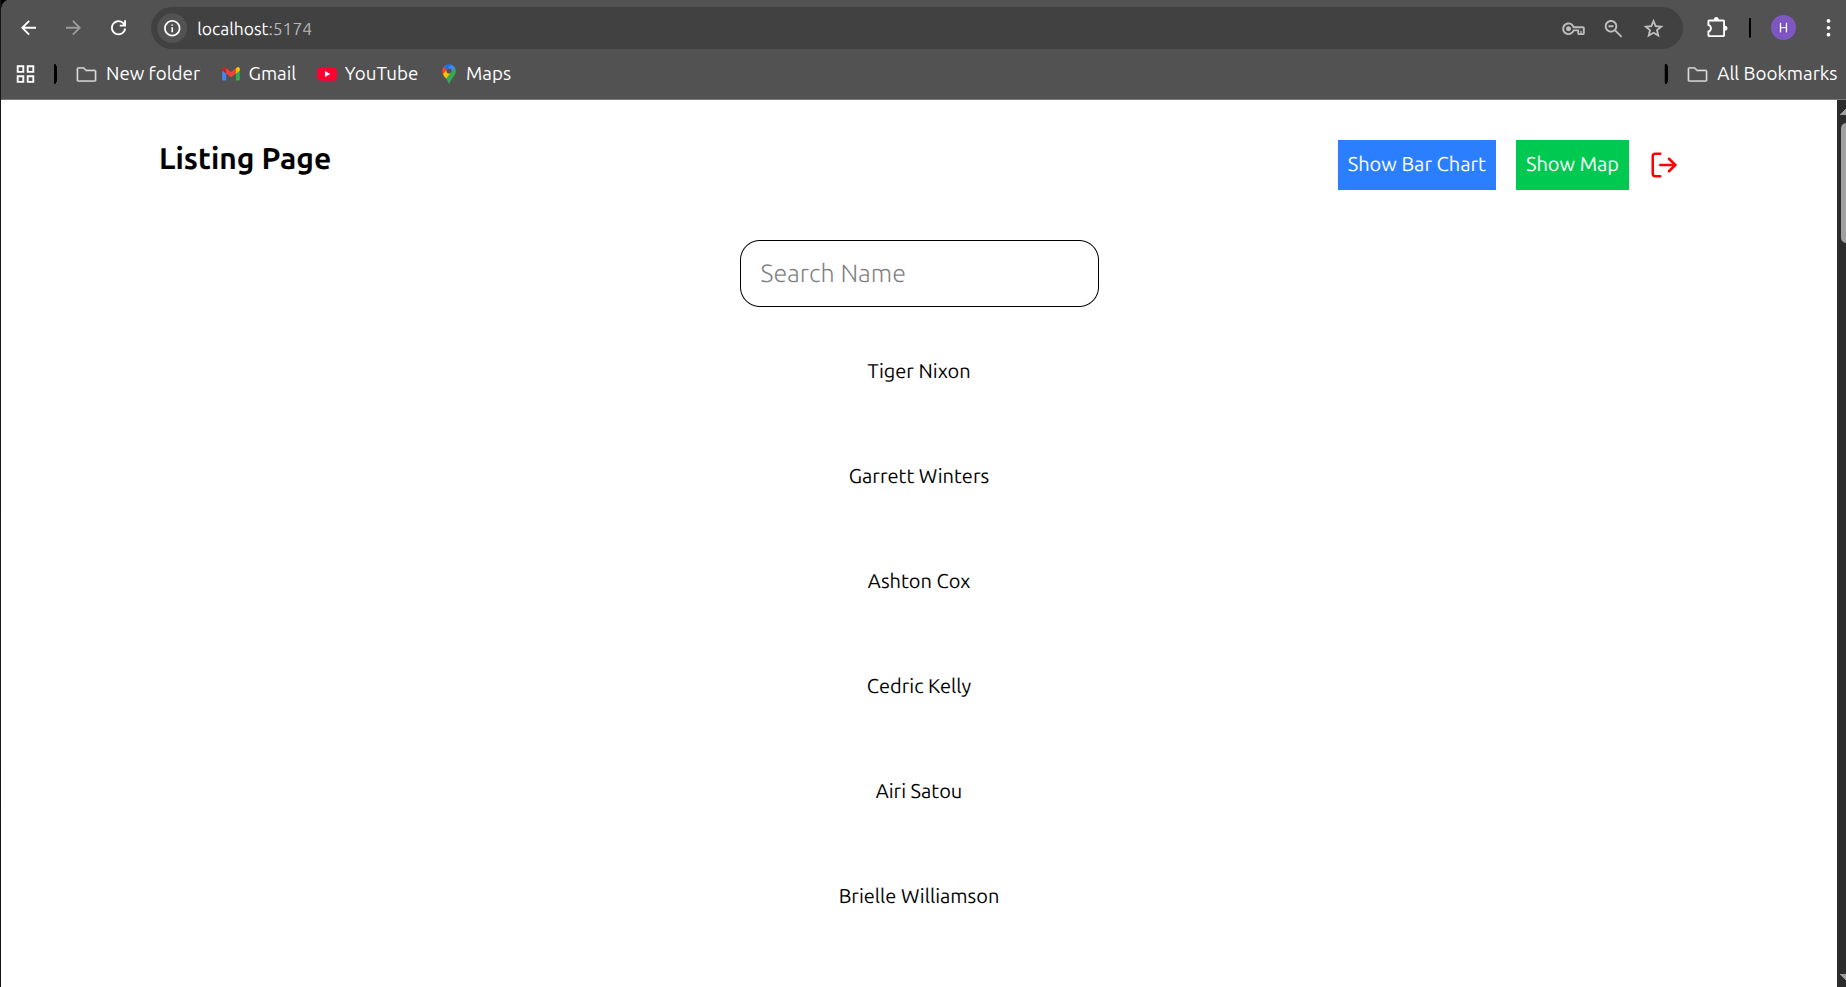 localhost:5174
H
New folder
Gmail
YouTube
Maps
All Bookmarks
Listing Page
Show Bar Chart
Show Map
Search Name
Tiger Nixon
Garrett Winters
Ashton Cox
Cedric Kelly
Airi Satou
Brielle Williamson